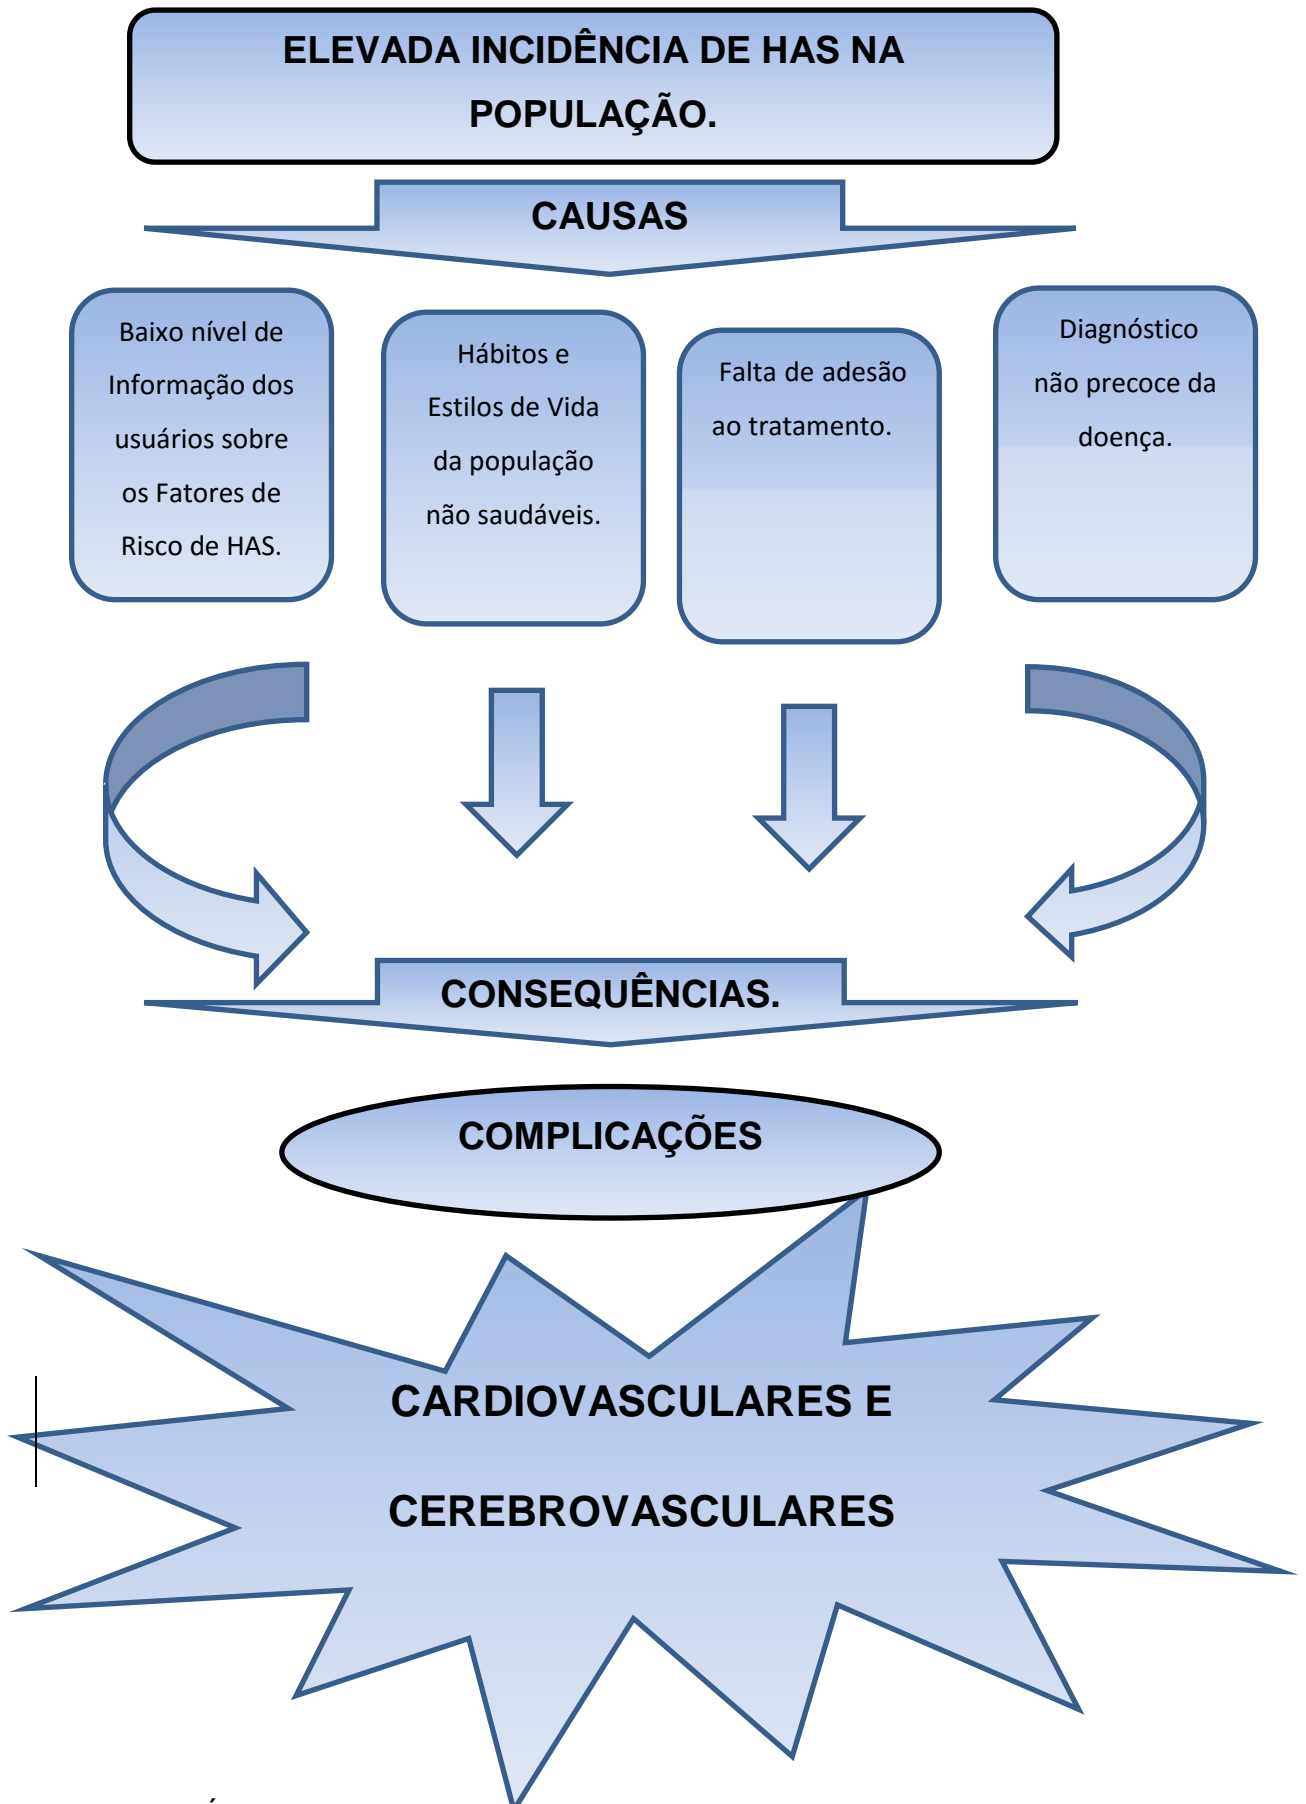 ELEVADA INCIDÊNCIA DE HAS NA
POPULAÇÃO.
CAUSAS
Baixo nível de
Informação dos
usuários sobre
os Fatores de
Risco de HAS.
Hábitos e
Estilos de Vida
da população
não saudáveis.
Falta de adesão
ao tratamento.
Diagnóstico
não precoce da
doença.
CONSEQUÊNCIAS.
COMPLICAÇÕES
CARDIOVASCULARES E
CEREBROVASCULARES